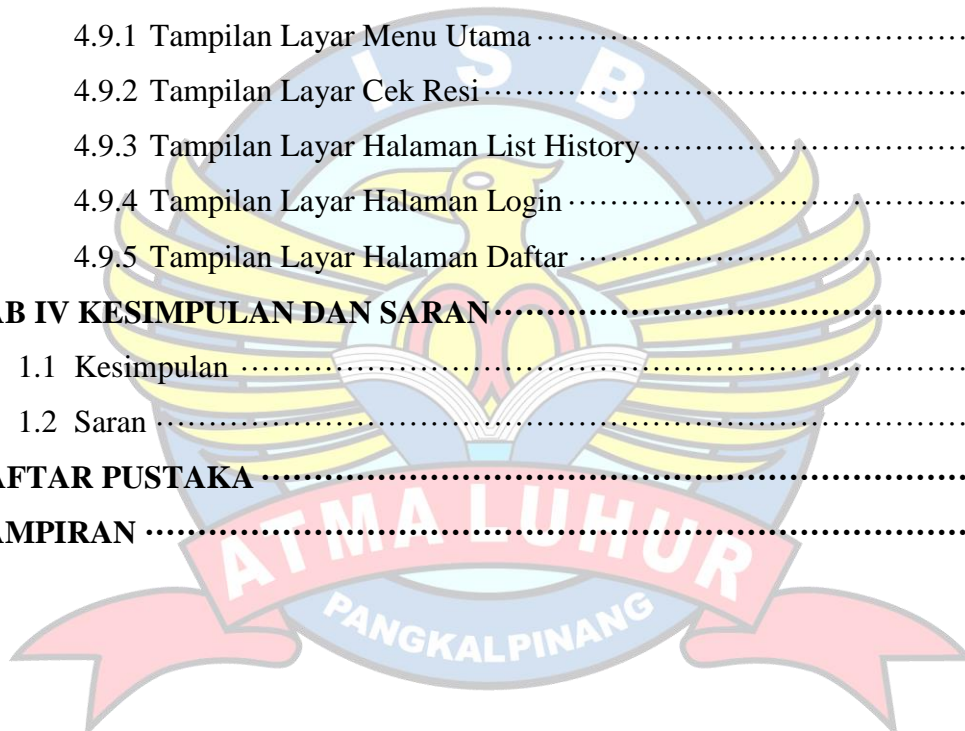 4.9.1 Tampilan Layar Menu Utama ........................................
4.9.2 Tampilan Layar Cek Resi ........................................
4.9.3 Tampilan Layar Halaman List History ........................................
4.9.4 Tampilan Layar Halaman Login ........................................
4.9.5 Tampilan Layar Halaman Daftar ........................................
AB IV KESIMPULAN DAN SARAN ........................................
1.1 Kesimpulan ........................................
1.2 Saran ........................................
AFTAR PUSTAKA ........................................
AMPIRAN ........................................
I S B
ATMA LUHUR
PANGKALPINANG